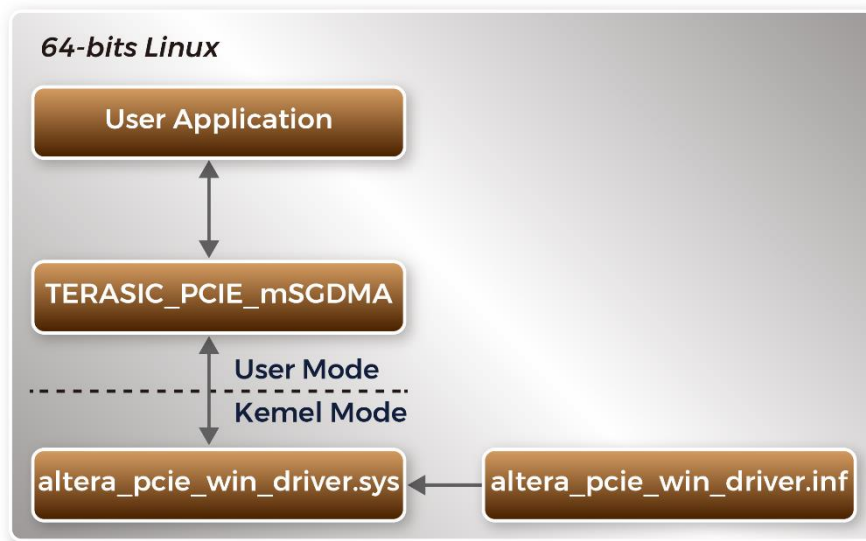 64-bits Linux
User Application
TERASIC_PCIE_mSGDMA
User Mode
Kemel Mode
altera_pcie_win_driver.sys
altera_pcie_win_driver.inf